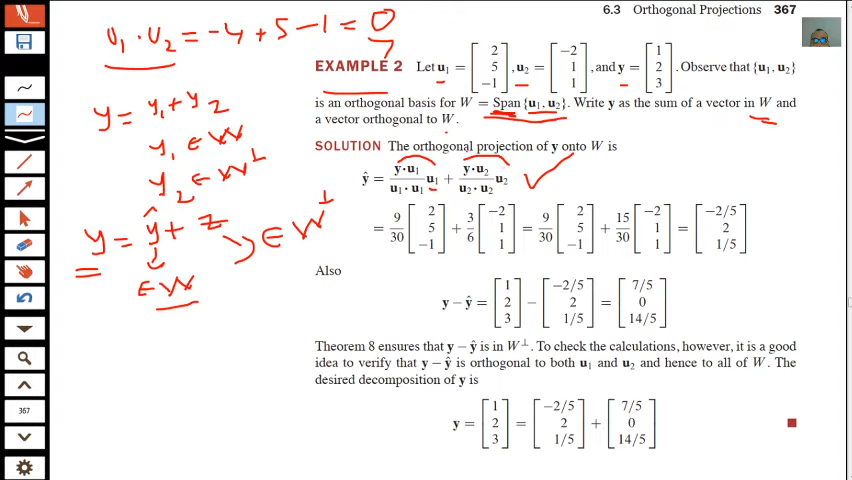 6.3 Orthogonal Projections 367
u₁ · u₂ = -4 + 5 - 1 = 0
EXAMPLE 2 Let u₁ = [2 5 −1], u₂ = [−2 1 1], and y = [1 2 3]. Observe that {u₁, u₂}
is an orthogonal basis for W = Span {u₁, u₂}. Write y as the sum of a vector in W and
a vector orthogonal to W.
y = y₁ + y₂
y₁ ∈ W
y₂ ∈ W⊥
y = ŷ + z
∈ W⊥
∈ W
SOLUTION The orthogonal projection of y onto W is
ŷ = y·u₁/u₁·u₁ u₁ + y·u₂/u₂·u₂ u₂
= 9/30 [2 5 −1] + 3/6 [−2 1 1] = 9/30 [2 5 −1] + 15/30 [−2 1 1] = [−2/5 2 1/5]
Also
y − ŷ = [1 2 3] − [−2/5 2 1/5] = [7/5 0 14/5]
Theorem 8 ensures that y − ŷ is in W⊥. To check the calculations, however, it is a good
idea to verify that y − ŷ is orthogonal to both u₁ and u₂ and hence to all of W. The
desired decomposition of y is
y = [1 2 3] = [−2/5 2 1/5] + [7/5 0 14/5]
367